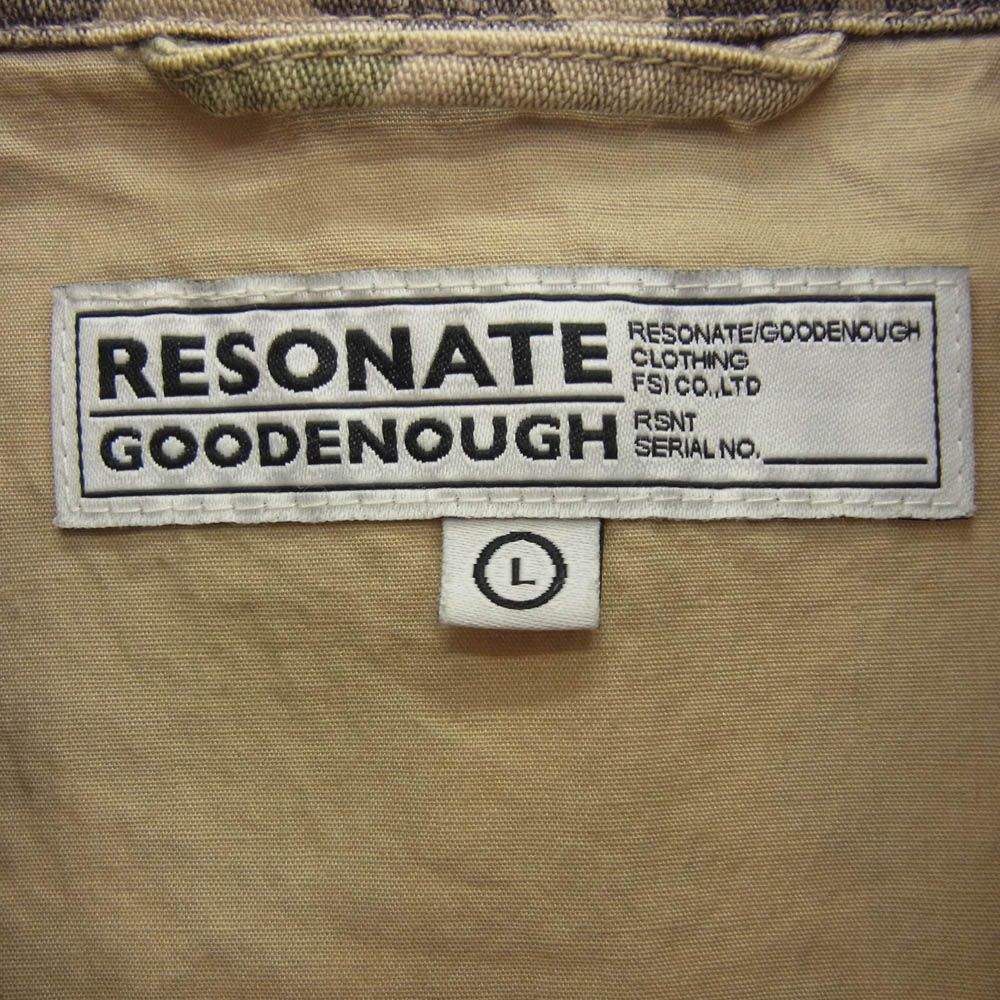 RESONATE
GOODENOUGH
RESONATE/GOODENOUGH
CLOTHING
FSI CO.,LTD
RSNT
SERIAL NO.
L